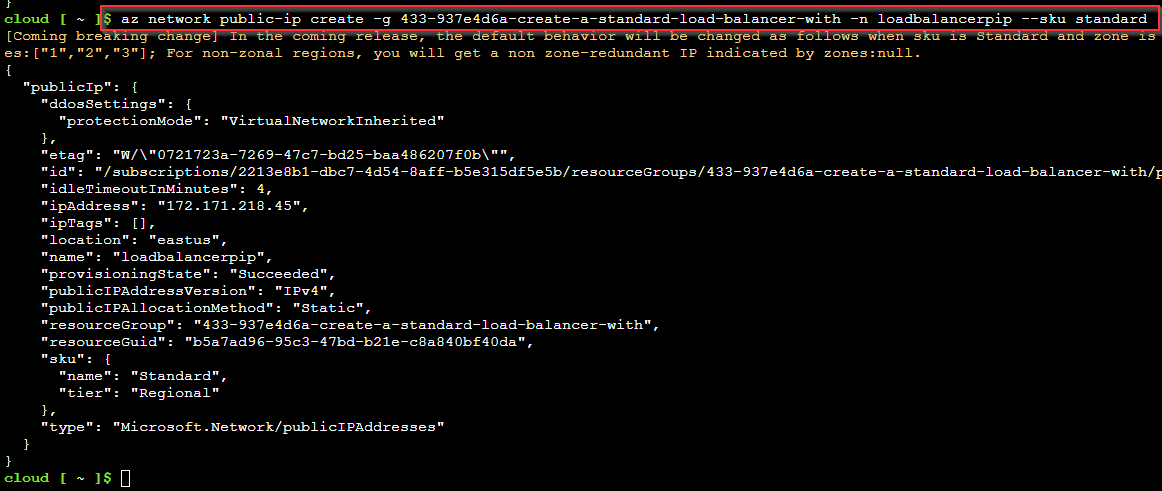 }
cloud [ ~ ]$ az network public-ip create -g 433-937e4d6a-create-a-standard-load-balancer-with -n loadbalancerpip --sku standard
[Coming breaking change] In the coming release, the default behavior will be changed as follows when sku is Standard and zone is
es:["1","2","3"]; For non-zonal regions, you will get a non zone-redundant IP indicated by zones:null.
{
  "publicIp": {
    "ddosSettings": {
      "protectionMode": "VirtualNetworkInherited"
    },
    "etag": "W/\"0721723a-7269-47c7-bd25-baa486207f0b\"",
    "id": "/subscriptions/2213e8b1-dbc7-4d54-8aff-b5e315df5e5b/resourceGroups/433-937e4d6a-create-a-standard-load-balancer-with/p
    "idleTimeoutInMinutes": 4,
    "ipAddress": "172.171.218.45",
    "ipTags": [],
    "location": "eastus",
    "name": "loadbalancerpip",
    "provisioningState": "Succeeded",
    "publicIPAddressVersion": "IPv4",
    "publicIPAllocationMethod": "Static",
    "resourceGroup": "433-937e4d6a-create-a-standard-load-balancer-with",
    "resourceGuid": "b5a7ad96-95c3-47bd-b21e-c8a840bf40da",
    "sku": {
      "name": "Standard",
      "tier": "Regional"
    },
    "type": "Microsoft.Network/publicIPAddresses"
  }
}
cloud [ ~ ]$